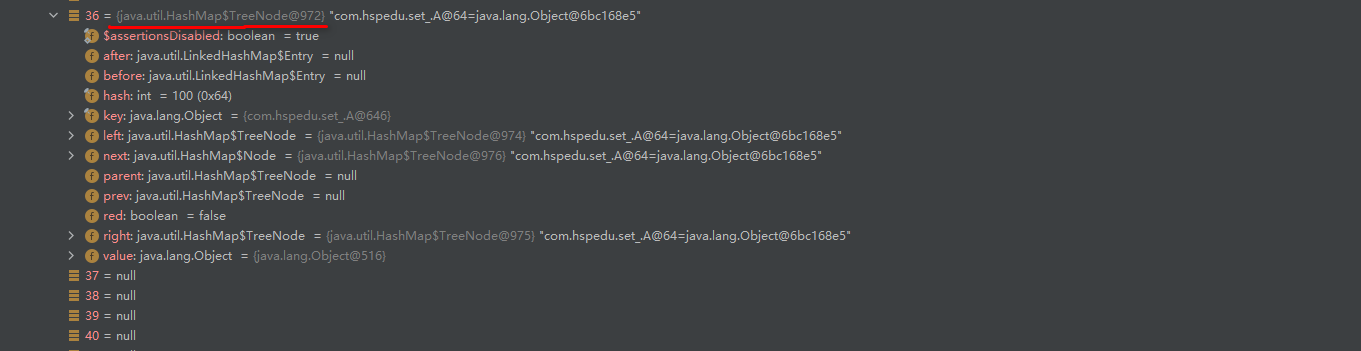 36 = {java.util.HashMap$TreeNode@972} "com.hspedu.set_.A@64=java.lang.Object@6bc168e5"
$assertionsDisabled: boolean = true
after: java.util.LinkedHashMap$Entry = null
before: java.util.LinkedHashMap$Entry = null
hash: int = 100 (0x64)
key: java.lang.Object = {com.hspedu.set_.A@646}
left: java.util.HashMap$TreeNode = {java.util.HashMap$TreeNode@974} "com.hspedu.set_.A@64=java.lang.Object@6bc168e5"
next: java.util.HashMap$Node = {java.util.HashMap$TreeNode@976} "com.hspedu.set_.A@64=java.lang.Object@6bc168e5"
parent: java.util.HashMap$TreeNode = null
prev: java.util.HashMap$TreeNode = null
red: boolean = false
right: java.util.HashMap$TreeNode = {java.util.HashMap$TreeNode@975} "com.hspedu.set_.A@64=java.lang.Object@6bc168e5"
value: java.lang.Object = {java.lang.Object@516}
37 = null
38 = null
39 = null
40 = null